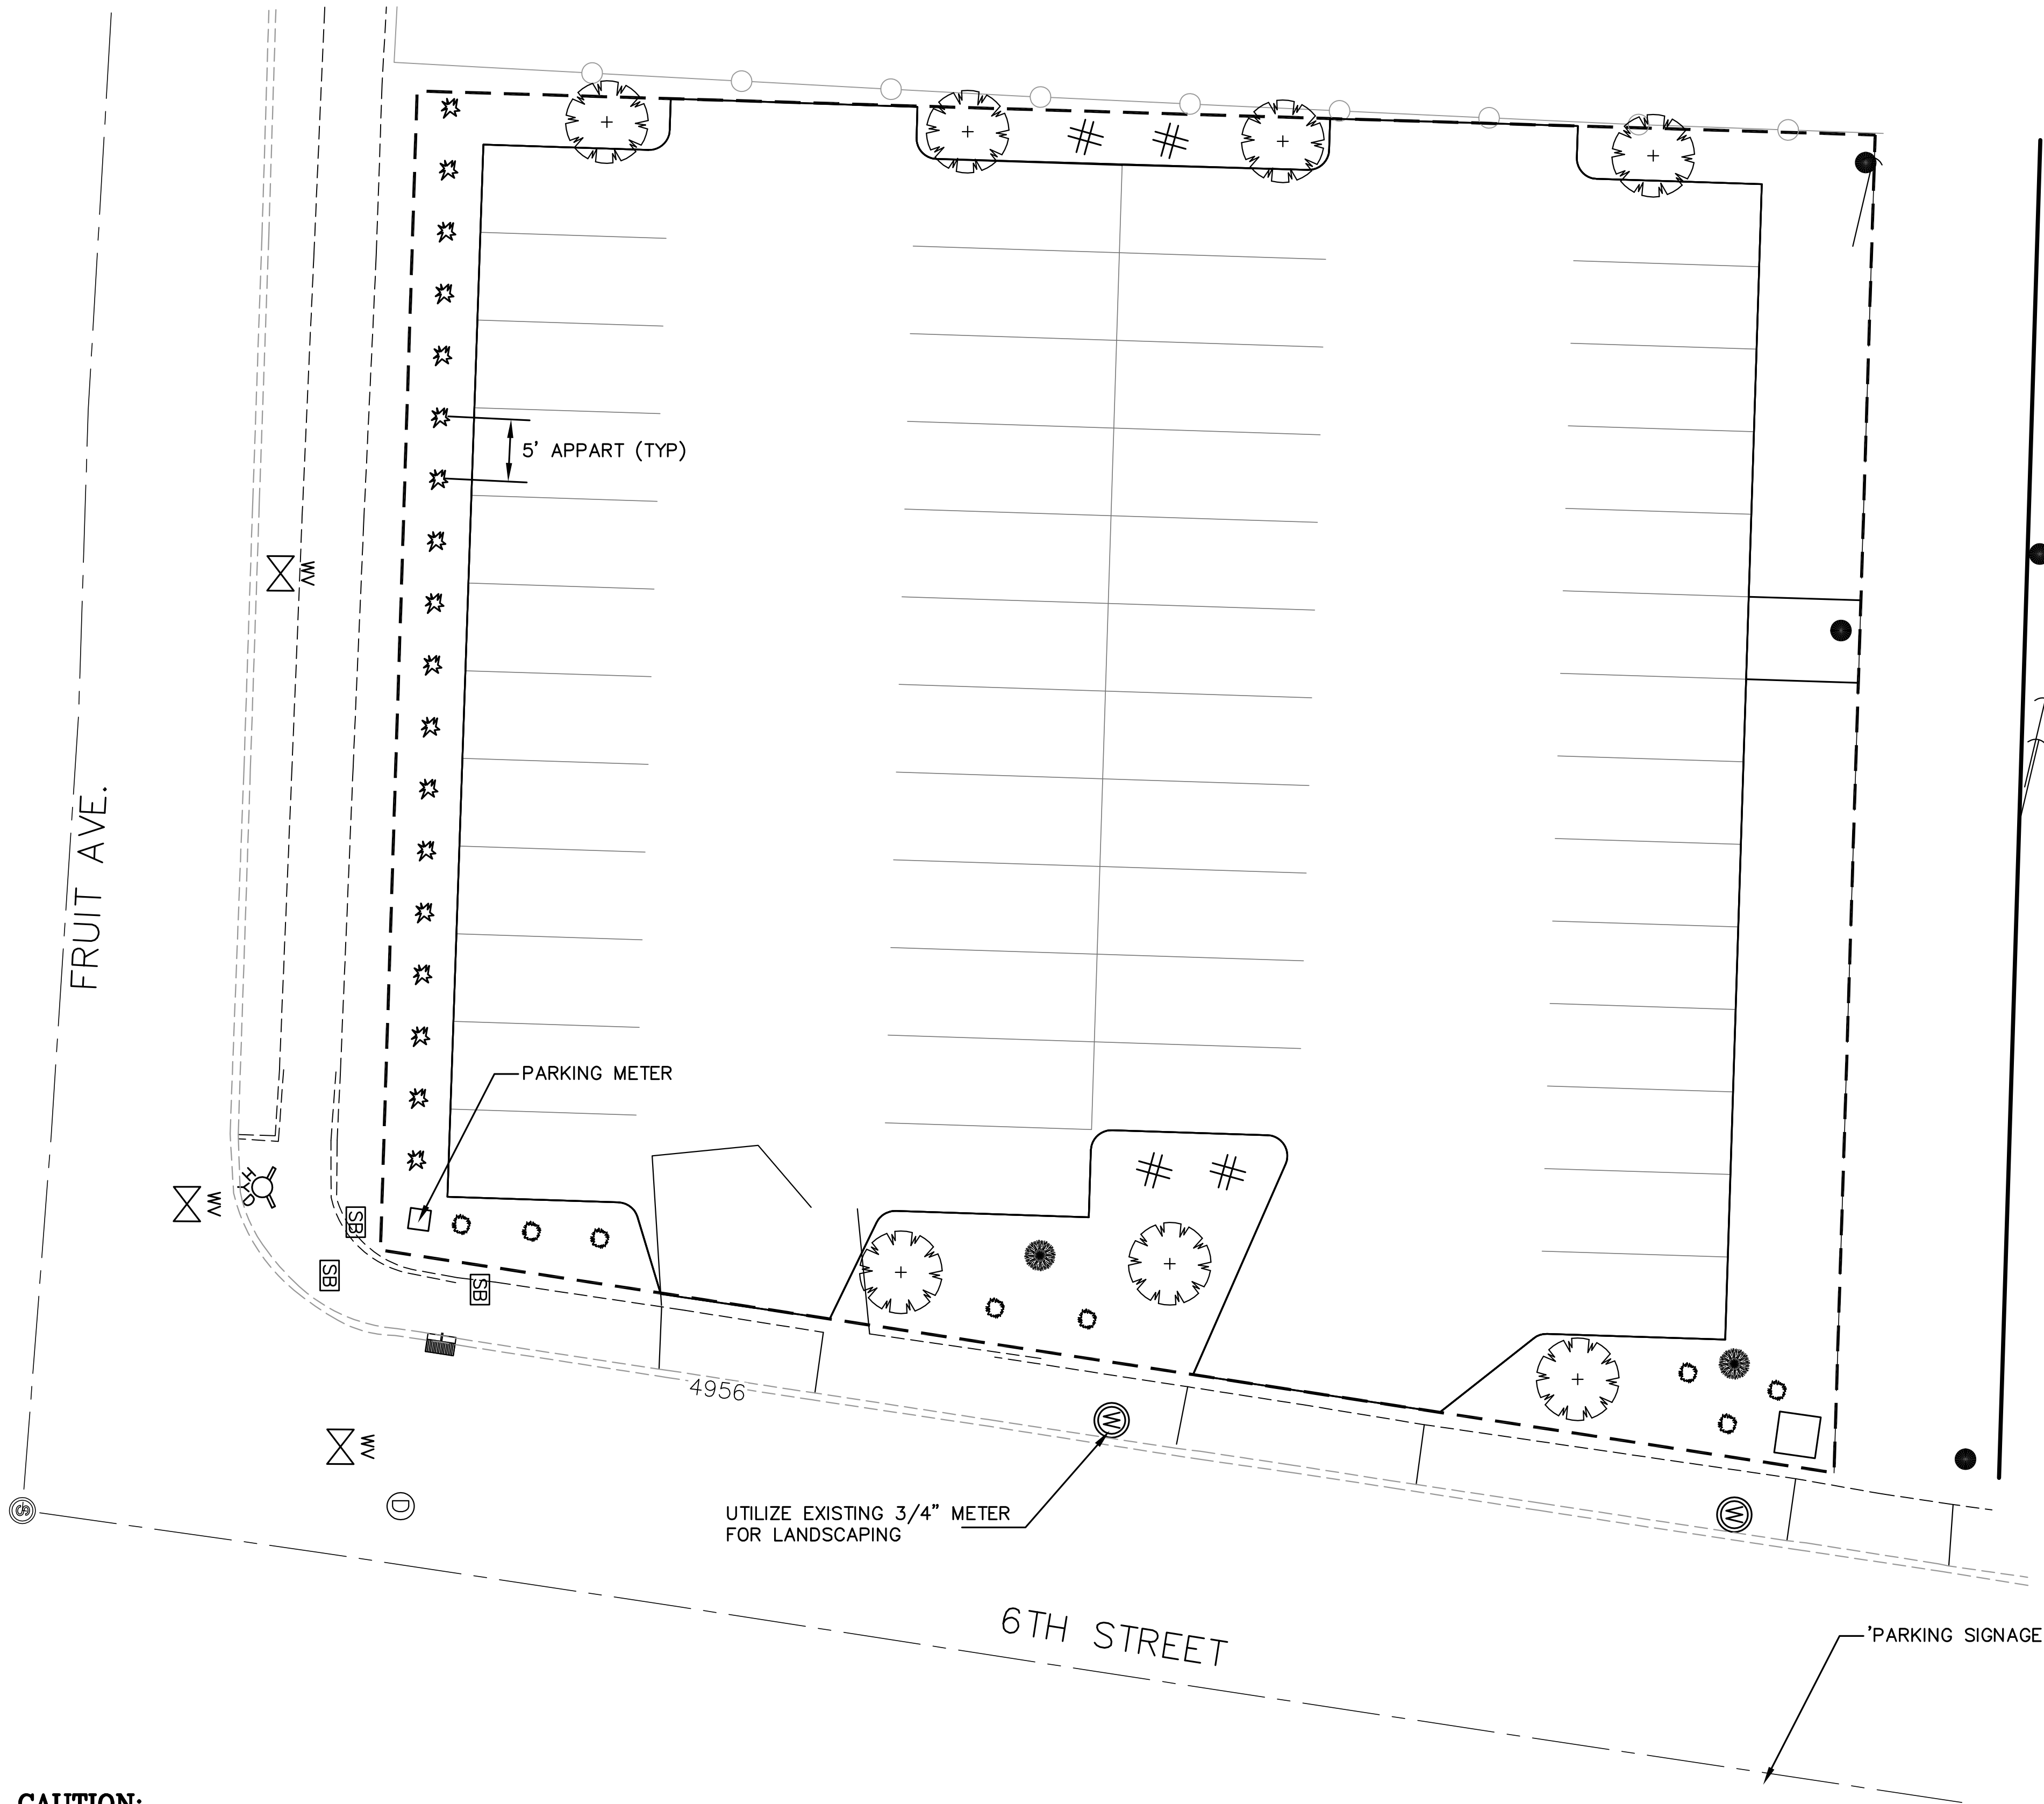 5' APPART (TYP)
WV
FRUIT AVE.
PARKING METER
HYD
WV
SB
SB
SB
4956
W
WV
D
UTILIZE EXISTING 3/4" METER
FOR LANDSCAPING
W
6TH STREET
'PARKING SIGNAGE
CAUTION: